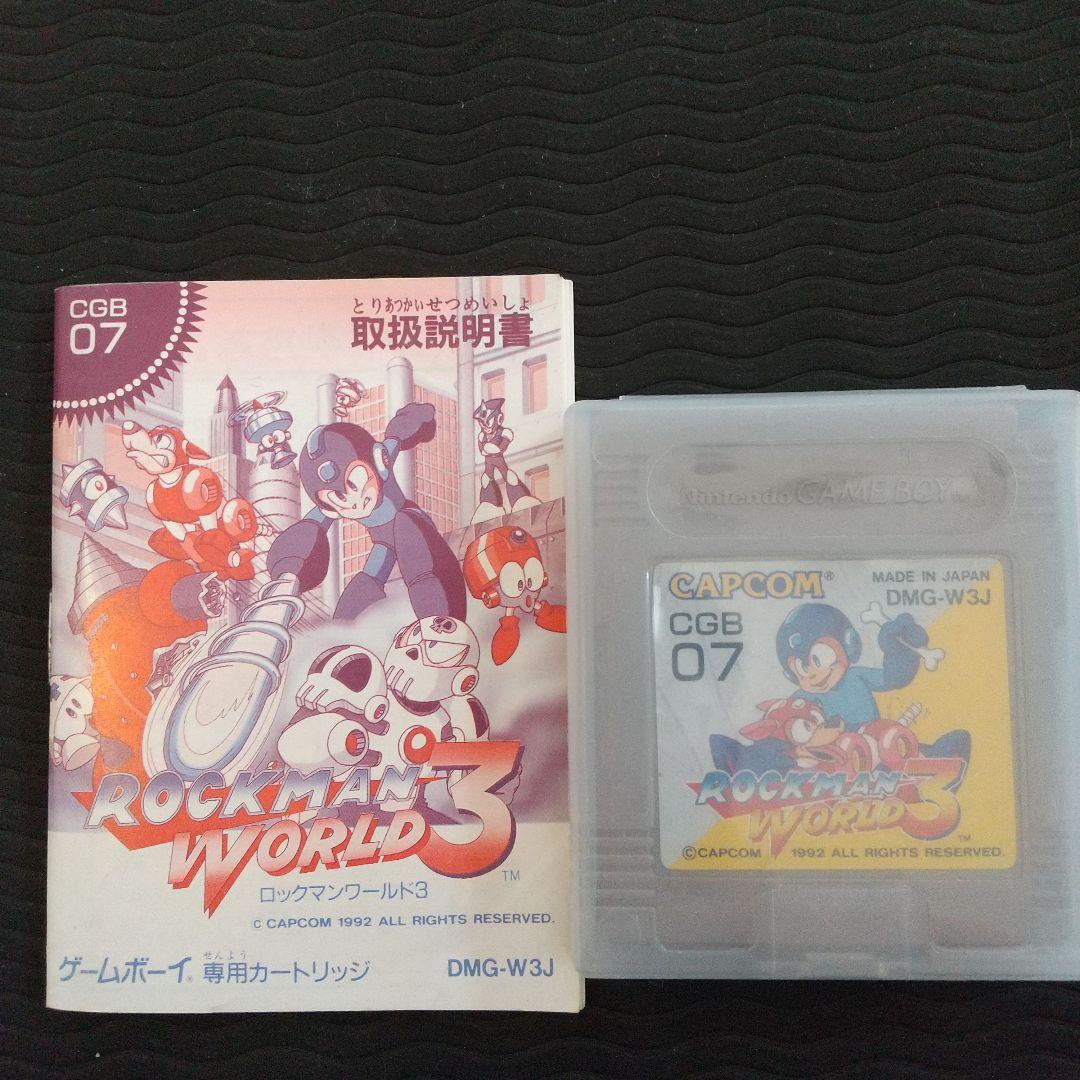 CGB
07
とりあつかいせつめいしょ
取扱説明書
ROCKMAN
WORLD 3
TM
ロックマンワールド3
© CAPCOM 1992 ALL RIGHTS RESERVED.
せんよう
ゲームボーイ® 専用カートリッジ
DMG-W3J
Nintendo GAME BOY
CAPCOM®
MADE IN JAPAN
DMG-W3J
CGB
07
ROCKMAN
WORLD 3
TM
©CAPCOM 1992 ALL RIGHTS RESERVED.